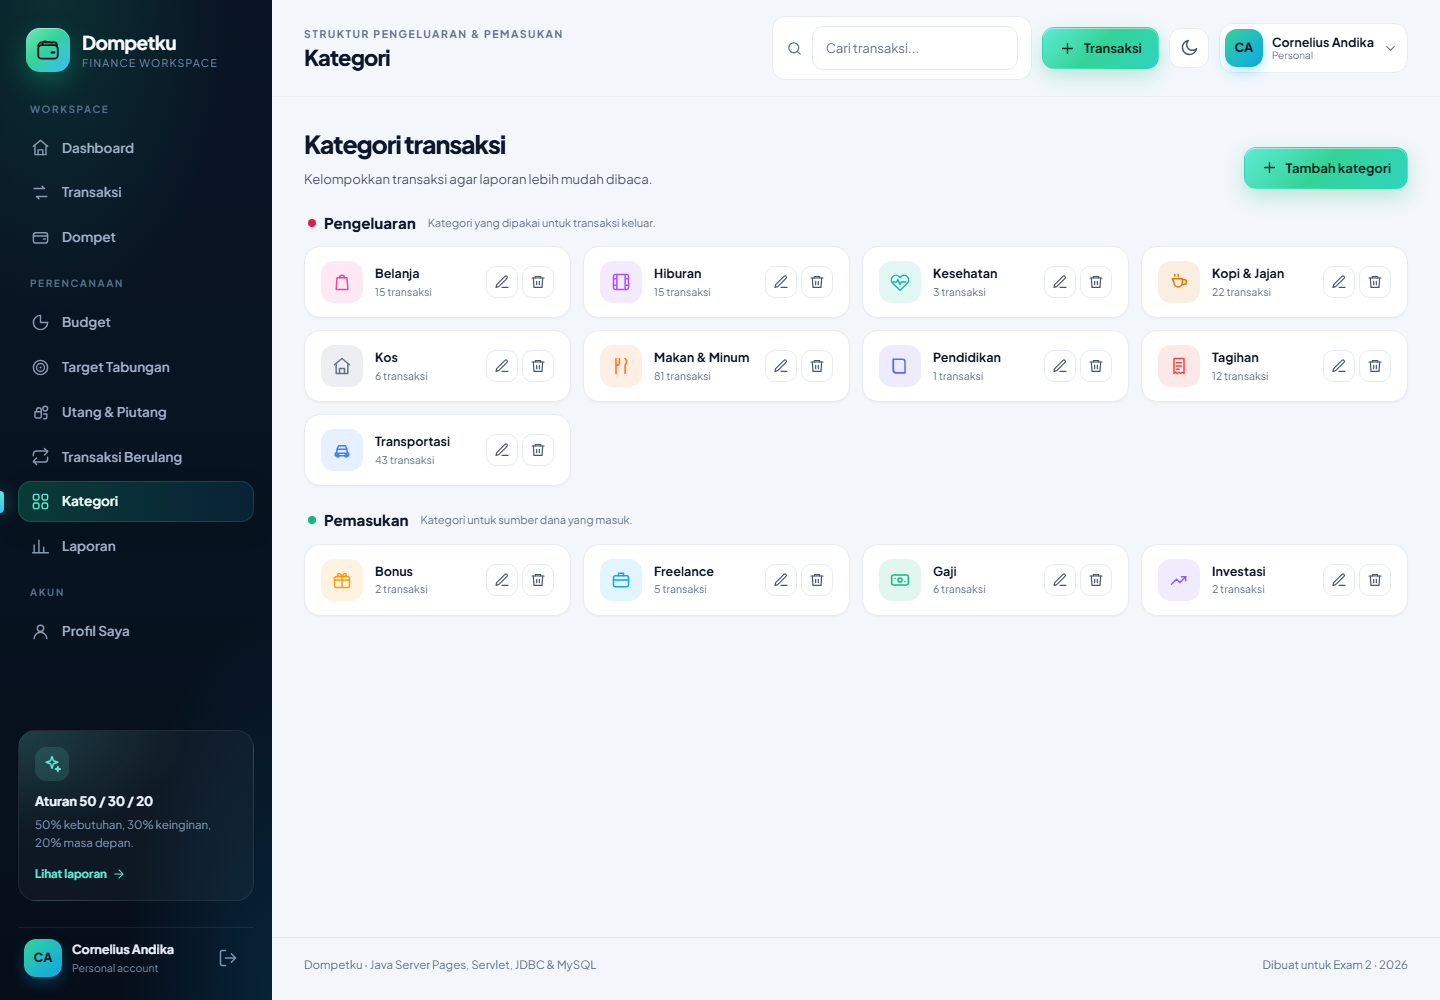 Dompetku
FINANCE WORKSPACE
WORKSPACE
Dashboard
Transaksi
Dompet
PERENCANAAN
Budget
Target Tabungan
Utang & Piutang
Transaksi Berulang
Kategori
Laporan
AKUN
Profil Saya
Aturan 50 / 30 / 20
50% kebutuhan, 30% keinginan,
20% masa depan.
Lihat laporan
CA
Cornelius Andika
Personal account
STRUKTUR PENGELUARAN & PEMASUKAN
Kategori
Cari transaksi...
Transaksi
CA
Cornelius Andika
Personal
Kategori transaksi
Kelompokkan transaksi agar laporan lebih mudah dibaca.
Tambah kategori
Pengeluaran
Kategori yang dipakai untuk transaksi keluar.
Belanja
15 transaksi
Hiburan
15 transaksi
Kesehatan
3 transaksi
Kopi & Jajan
22 transaksi
Kos
6 transaksi
Makan & Minum
81 transaksi
Pendidikan
1 transaksi
Tagihan
12 transaksi
Transportasi
43 transaksi
Pemasukan
Kategori untuk sumber dana yang masuk.
Bonus
2 transaksi
Freelance
5 transaksi
Gaji
6 transaksi
Investasi
2 transaksi
Dompetku · Java Server Pages, Servlet, JDBC & MySQL
Dibuat untuk Exam 2 · 2026